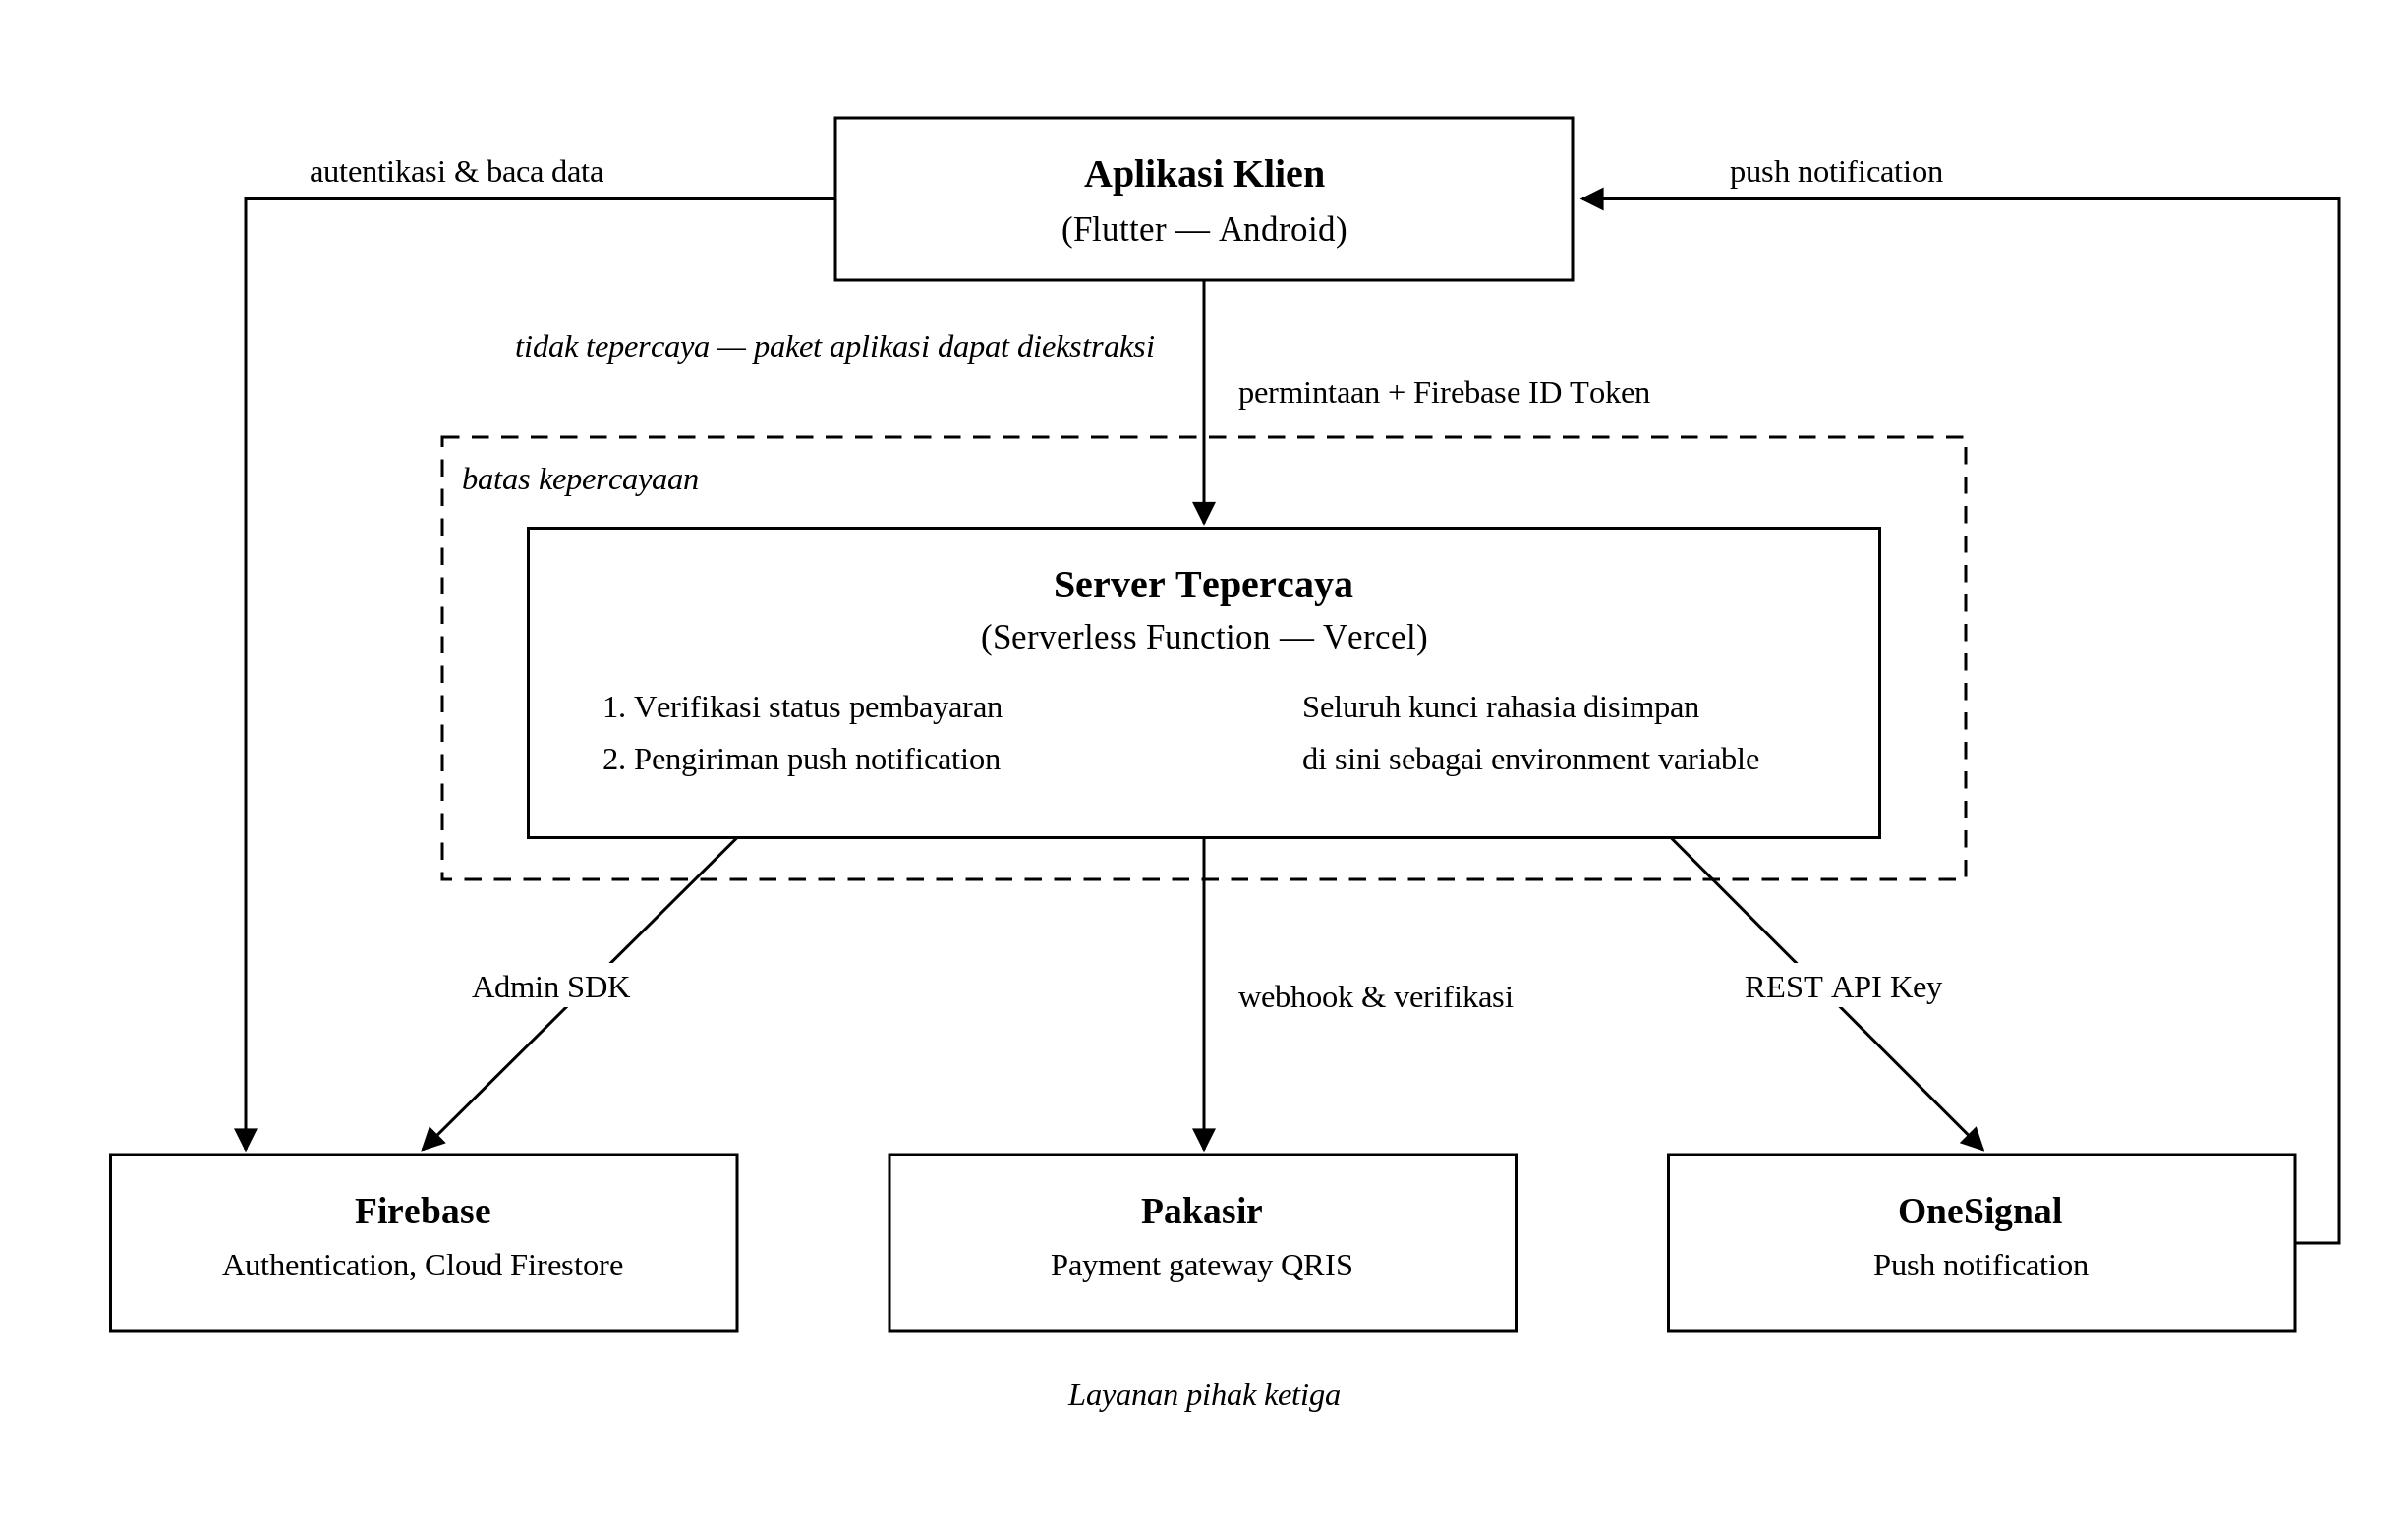 autentikasi & baca data
Aplikasi Klien
(Flutter — Android)
push notification
tidak tepercaya — paket aplikasi dapat diekstraksi
permintaan + Firebase ID Token
batas kepercayaan
Server Tepercaya
(Serverless Function — Vercel)
1. Verifikasi status pembayaran
2. Pengiriman push notification
Seluruh kunci rahasia disimpan
di sini sebagai environment variable
Admin SDK
webhook & verifikasi
REST API Key
Firebase
Authentication, Cloud Firestore
Pakasir
Payment gateway QRIS
OneSignal
Push notification
Layanan pihak ketiga